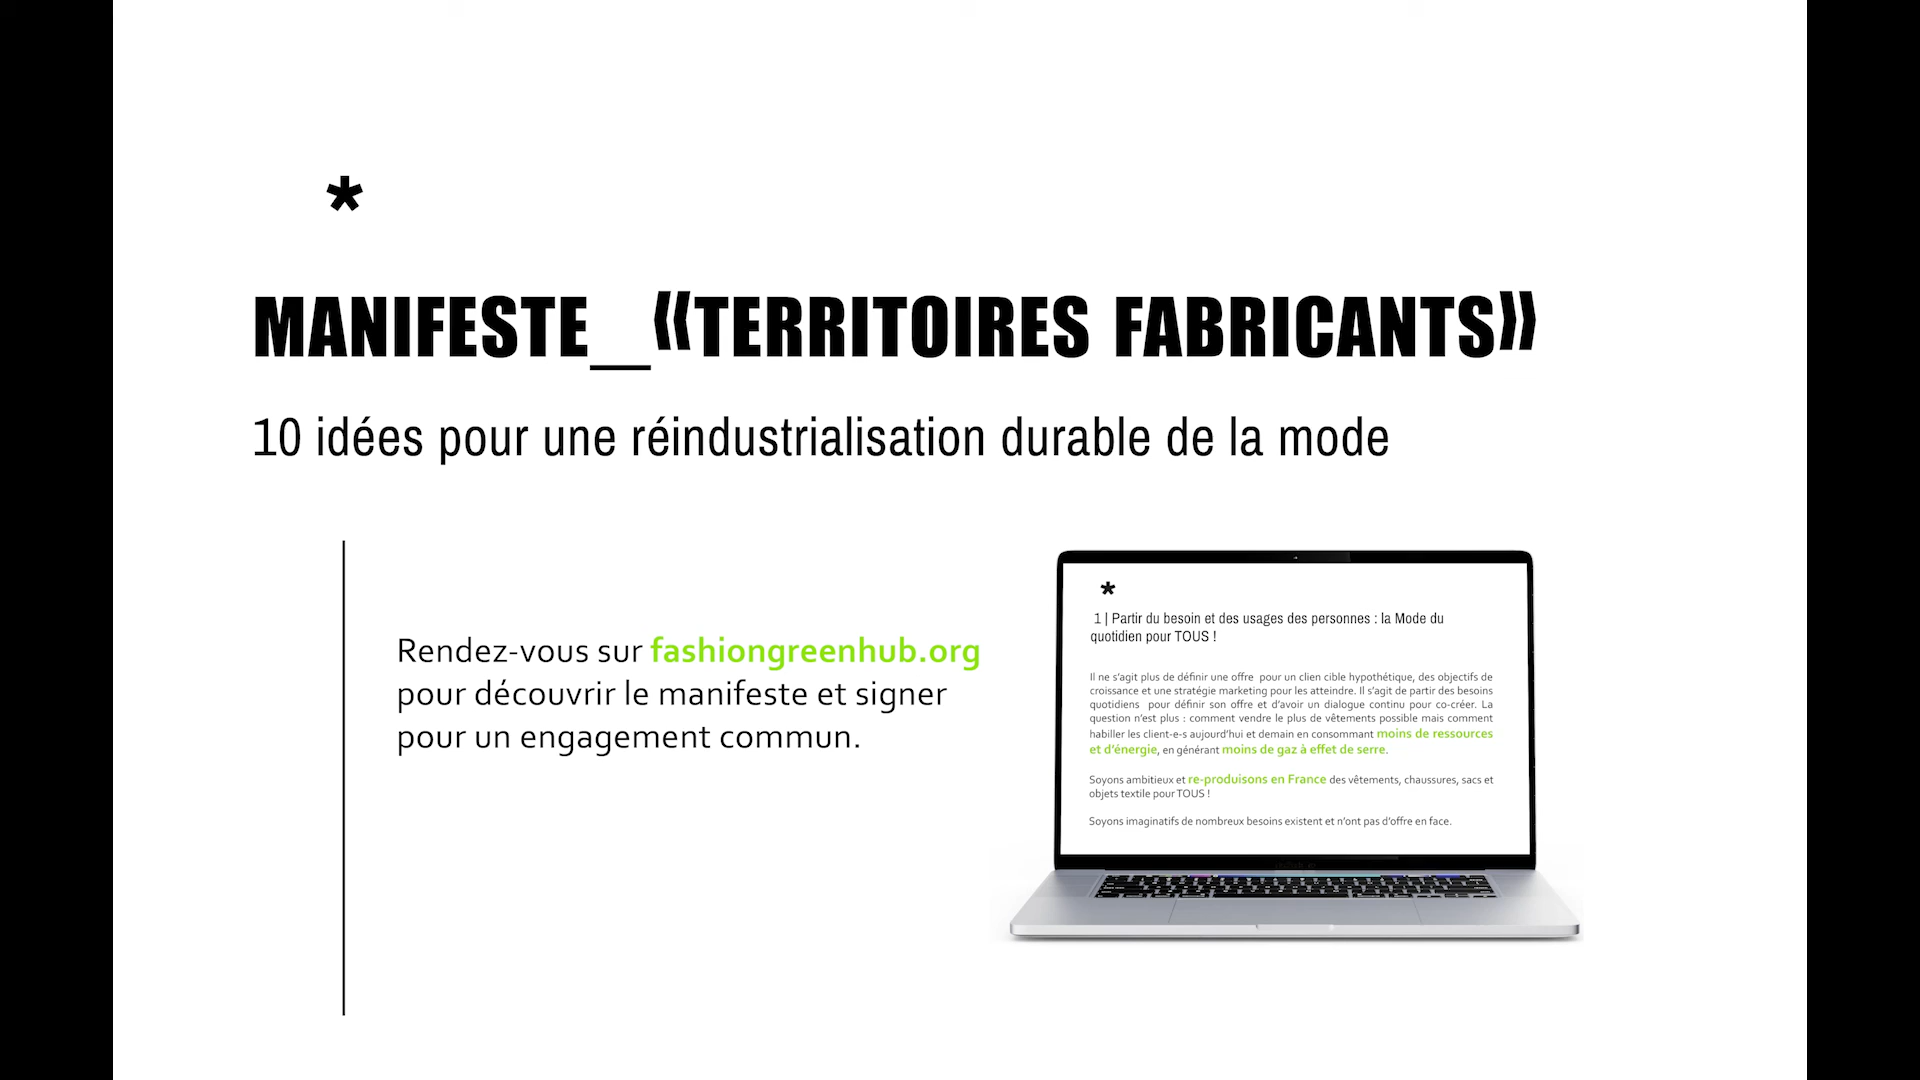 *
MANIFESTE_«TERRITOIRES FABRICANTS»
10 idées pour une réindustrialisation durable de la mode
Rendez-vous sur fashiongreenhub.org
pour découvrir le manifeste et signer
pour un engagement commun.
*
1| Partir du besoin et des usages des personnes : la Mode du
quotidien pour TOUS !
Il ne s'agit plus de définir une offre pour un clien cible hypothétique, des objectifs de
croissance et une stratégie marketing pour les atteindre. Il s'agit de partir des besoins
quotidiens pour définir son offre et d'avoir un dialogue continu pour co-créer. La
question n'est plus : comment vendre le plus de vêtements possible mais comment
habiller les client-e-s aujourd'hui et demain en consommant moins de ressources
et d'énergie, en générant moins de gaz à effet de serre.
Soyons ambitieux et re-produisons en France des vêtements, chaussures, sacs et
objets textile pour TOUS !
Soyons imaginatifs de nombreux besoins existent et n'ont pas d'offre en face.